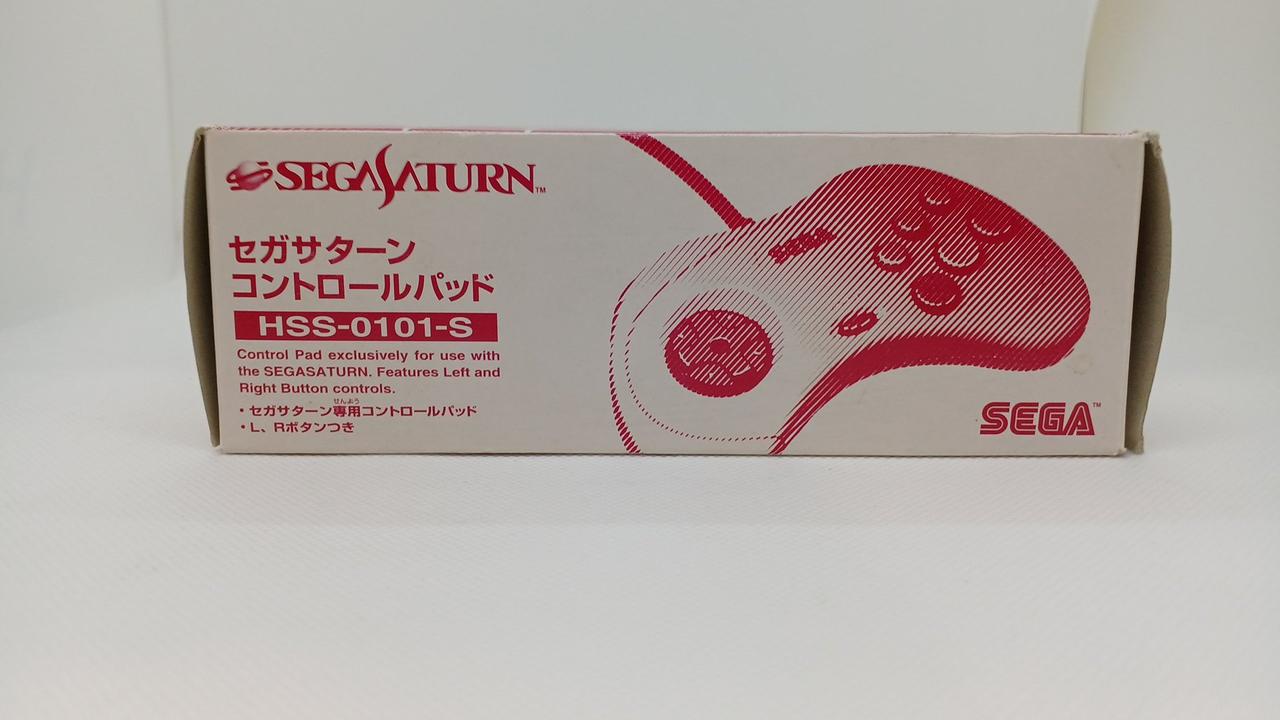 SEGASATURN™
セガサターン
コントロールパッド
HSS-0101-S
Control Pad exclusively for use with
the SEGASATURN. Features Left and
Right Button controls.
せんよう
・セガサターン専用コントロールパッド
・L、Rボタンつき
SEGA™